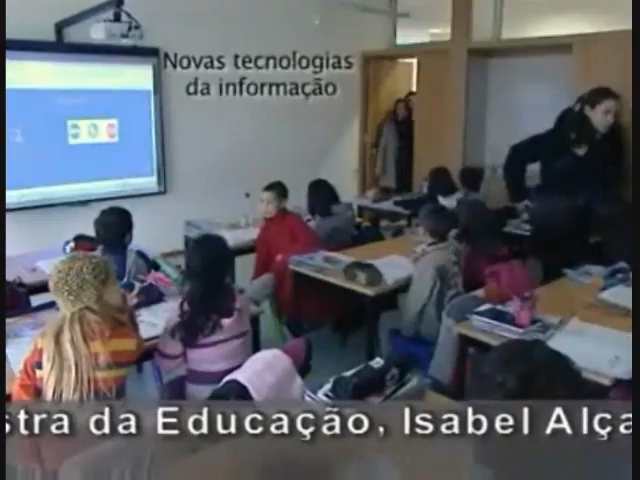 Novas tecnologias
da informação
stra da Educação, Isabel Alça